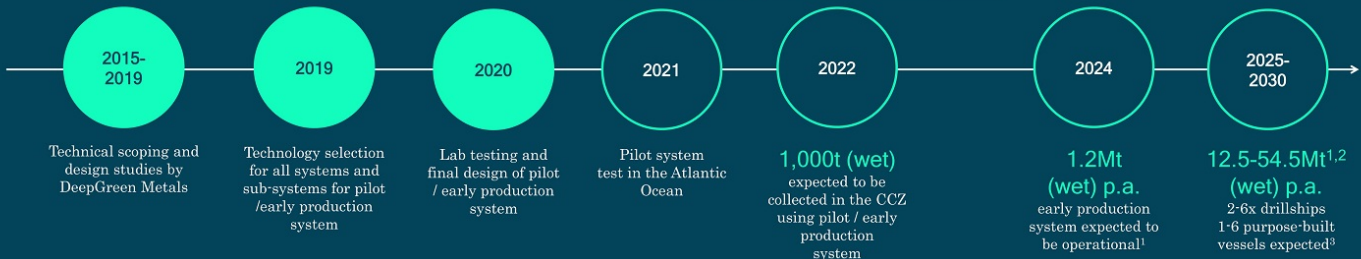 2015-
2019
2019
2020
2021
2022
2024
2025-
2030
Technical scoping and
design studies by
DeepGreen Metals
Technology selection
for all systems and
sub-systems for pilot
/early production
system
Lab testing and
final design of pilot
/ early production
system
Pilot system
test in the Atlantic
Ocean
1,000t (wet)
expected to be
collected in the CCZ
using pilot / early
production
system
1.2Mt
(wet) p.a.
early production
system expected to
be operational¹
12.5-54.5Mt¹,²
(wet) p.a.
2-6x drillships
1-6 purpose-built
vessels expected³